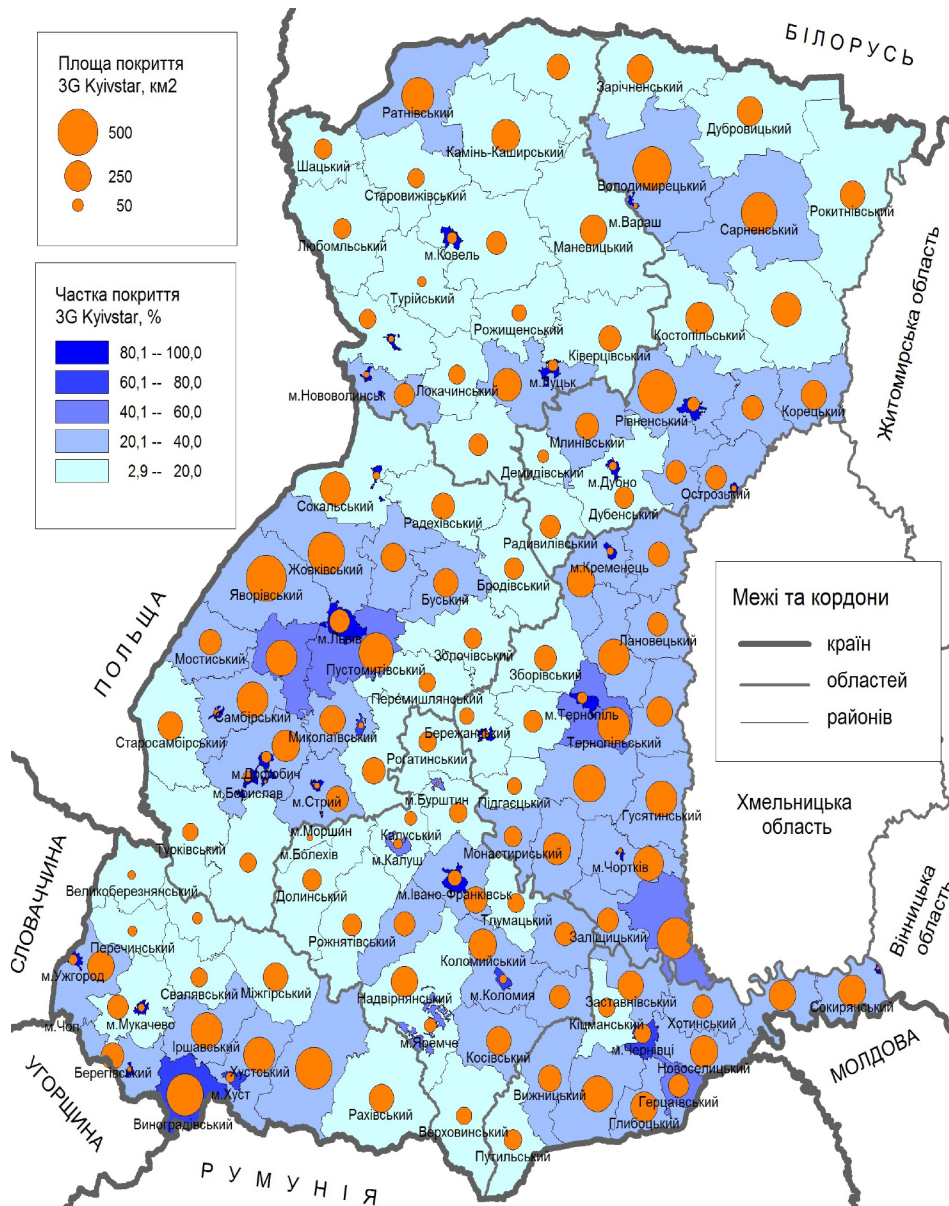 Площа покриття
3G Kyivstar, км2
500
250
50
Частка покриття
3G Kyivstar, %
80,1 -- 100,0
60,1 -- 80,0
40,1 -- 60,0
20,1 -- 40,0
2,9 -- 20,0
БІЛОРУСЬ
Зарічненський
Ратнівський
Дубровицький
Камінь-Каширський
Шацький
Володимирецький
Старовижівський
м.Вараш
Рокитнівський
Сарненський
Любомльський
Маневицький
м.Ковель
Житомирська область
Турійський
Рожищенський
Костопільський
Ківерцівський
Локачинський
м.Луцьк
м.Нововолинськ
Рівненський
Корецький
Млинівський
Демидівський
м.Дубно
Острозький
Сокальський
Дубенський
Радехівський
Радивилівський
м.Кременець
Жовківський
Бродівський
Яворівський
Буський
Межі та кордони
країн
областей
районів
ПОЛЬЩА
м.Львів
Лановецький
Мостиський
Пустомитівський
Золочівський
Зборівський
Перемишлянський
Самбірський
м.Тернопіль
Старосамбірський
Миколаївський
Бережанський
Тернопільський
Рогатинський
м.Дрогобич
м.Борислав
м.Стрий
м.Бурштин
Підгаєцький
Хмельницька
область
Гусятинський
м.Моршин
Калуський
Турківський
м.Болехів
м.Калуш
Монастириський
м.Чортків
СЛОВАЧЧИНА
Великоберезнянський
Долинський
м.Івано-Франківськ
Вінницька
область
Тлумацький
Перечинський
Рожнятівський
Заліщицький
м.Ужгород
Коломийський
Свалявський
Міжгірський
Надвірнянський
м.Коломия
Заставнівський
Сокирянський
м.Чоп
м.Мукачево
Хотинський
Кіцманський
м.Яремче
Іршавський
м.Чернівці
МОЛДОВА
УГОРЩИНА
Берегівський
Хустський
Косівський
Новоселицький
м.Хуст
Вижницький
Герцаївський
Виноградівський
Рахівський
Глибоцький
Верховинський
Путильський
РУМУНІЯ